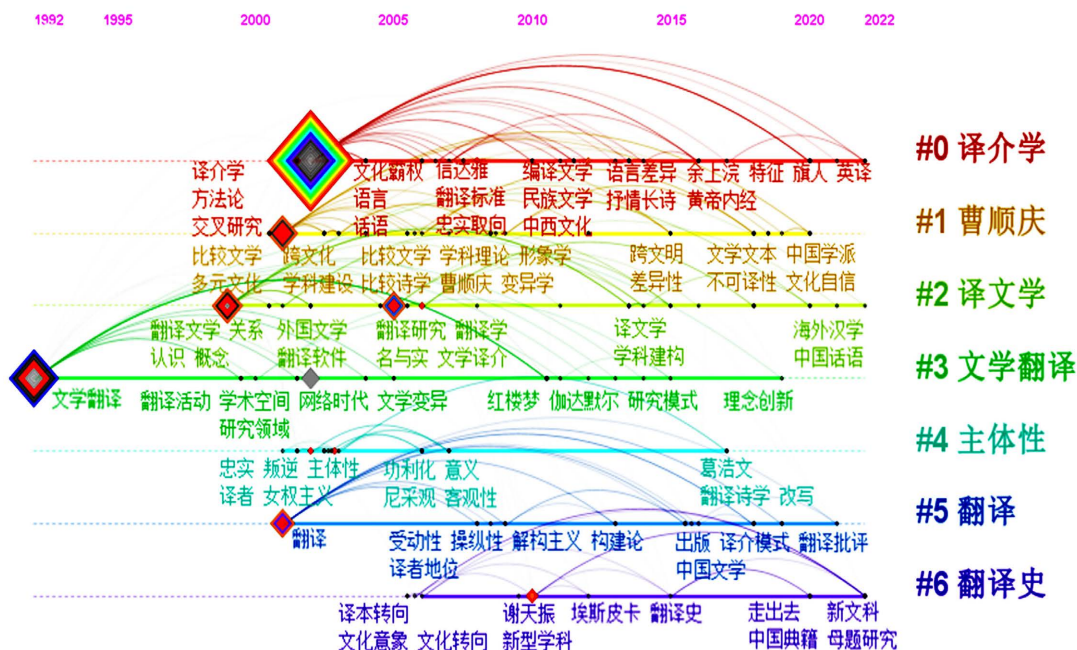 1992 1995 2000 2005 2010 2015 2020 2022
#0 译介学
译介学 文化霸权 信达雅 编译文学 语言差异 余上浣 特征 旗人 英译
方法论 语言 翻译标准 民族文学 抒情长诗 黄帝内经
交叉研究 话语 忠实取向 中西文化
#1 曹顺庆
比较文学 跨文化 比较文学 学科理论 形象学 跨文明 文学文本 中国学派
多元文化 学科建设 比较诗学 曹顺庆 变异学 差异性 不可译性 文化自信
#2 译文学
翻译文学 关系 外国文学 翻译研究 翻译学 译文学 海外汉学
认识 概念 翻译软件 名与实 文学译介 学科建构 中国话语
#3 文学翻译
文学翻译 翻译活动 学术空间 网络时代 文学变异 红楼梦 伽达默尔 研究模式 理念创新
研究领域
#4 主体性
忠实 叛逆 主体性 功利化 意义 葛浩文
译者 女权主义 尼采观 客观性 翻译诗学 改写
#5 翻译
翻译 受动性 操纵性 解构主义 构建论 出版 译介模式 翻译批评
译者地位 中国文学
#6 翻译史
译本转向 谢天振 埃斯皮卡 翻译史 走出去 新文科
文化意象 文化转向 新型学科 中国典籍 母题研究